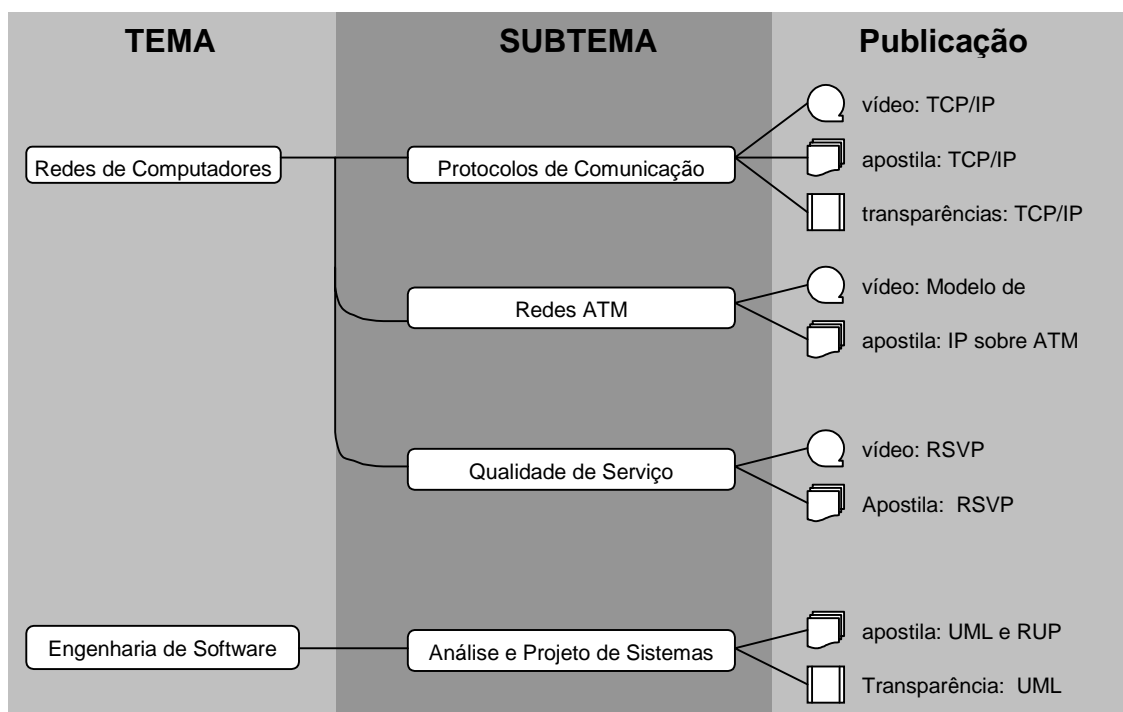 TEMA
SUBTEMA
Publicação
Redes de Computadores
Protocolos de Comunicação
vídeo: TCP/IP
apostila: TCP/IP
transparências: TCP/IP
Redes ATM
vídeo: Modelo de
apostila: IP sobre ATM
Qualidade de Serviço
vídeo: RSVP
Apostila: RSVP
Engenharia de Software
Análise e Projeto de Sistemas
apostila: UML e RUP
Transparência: UML